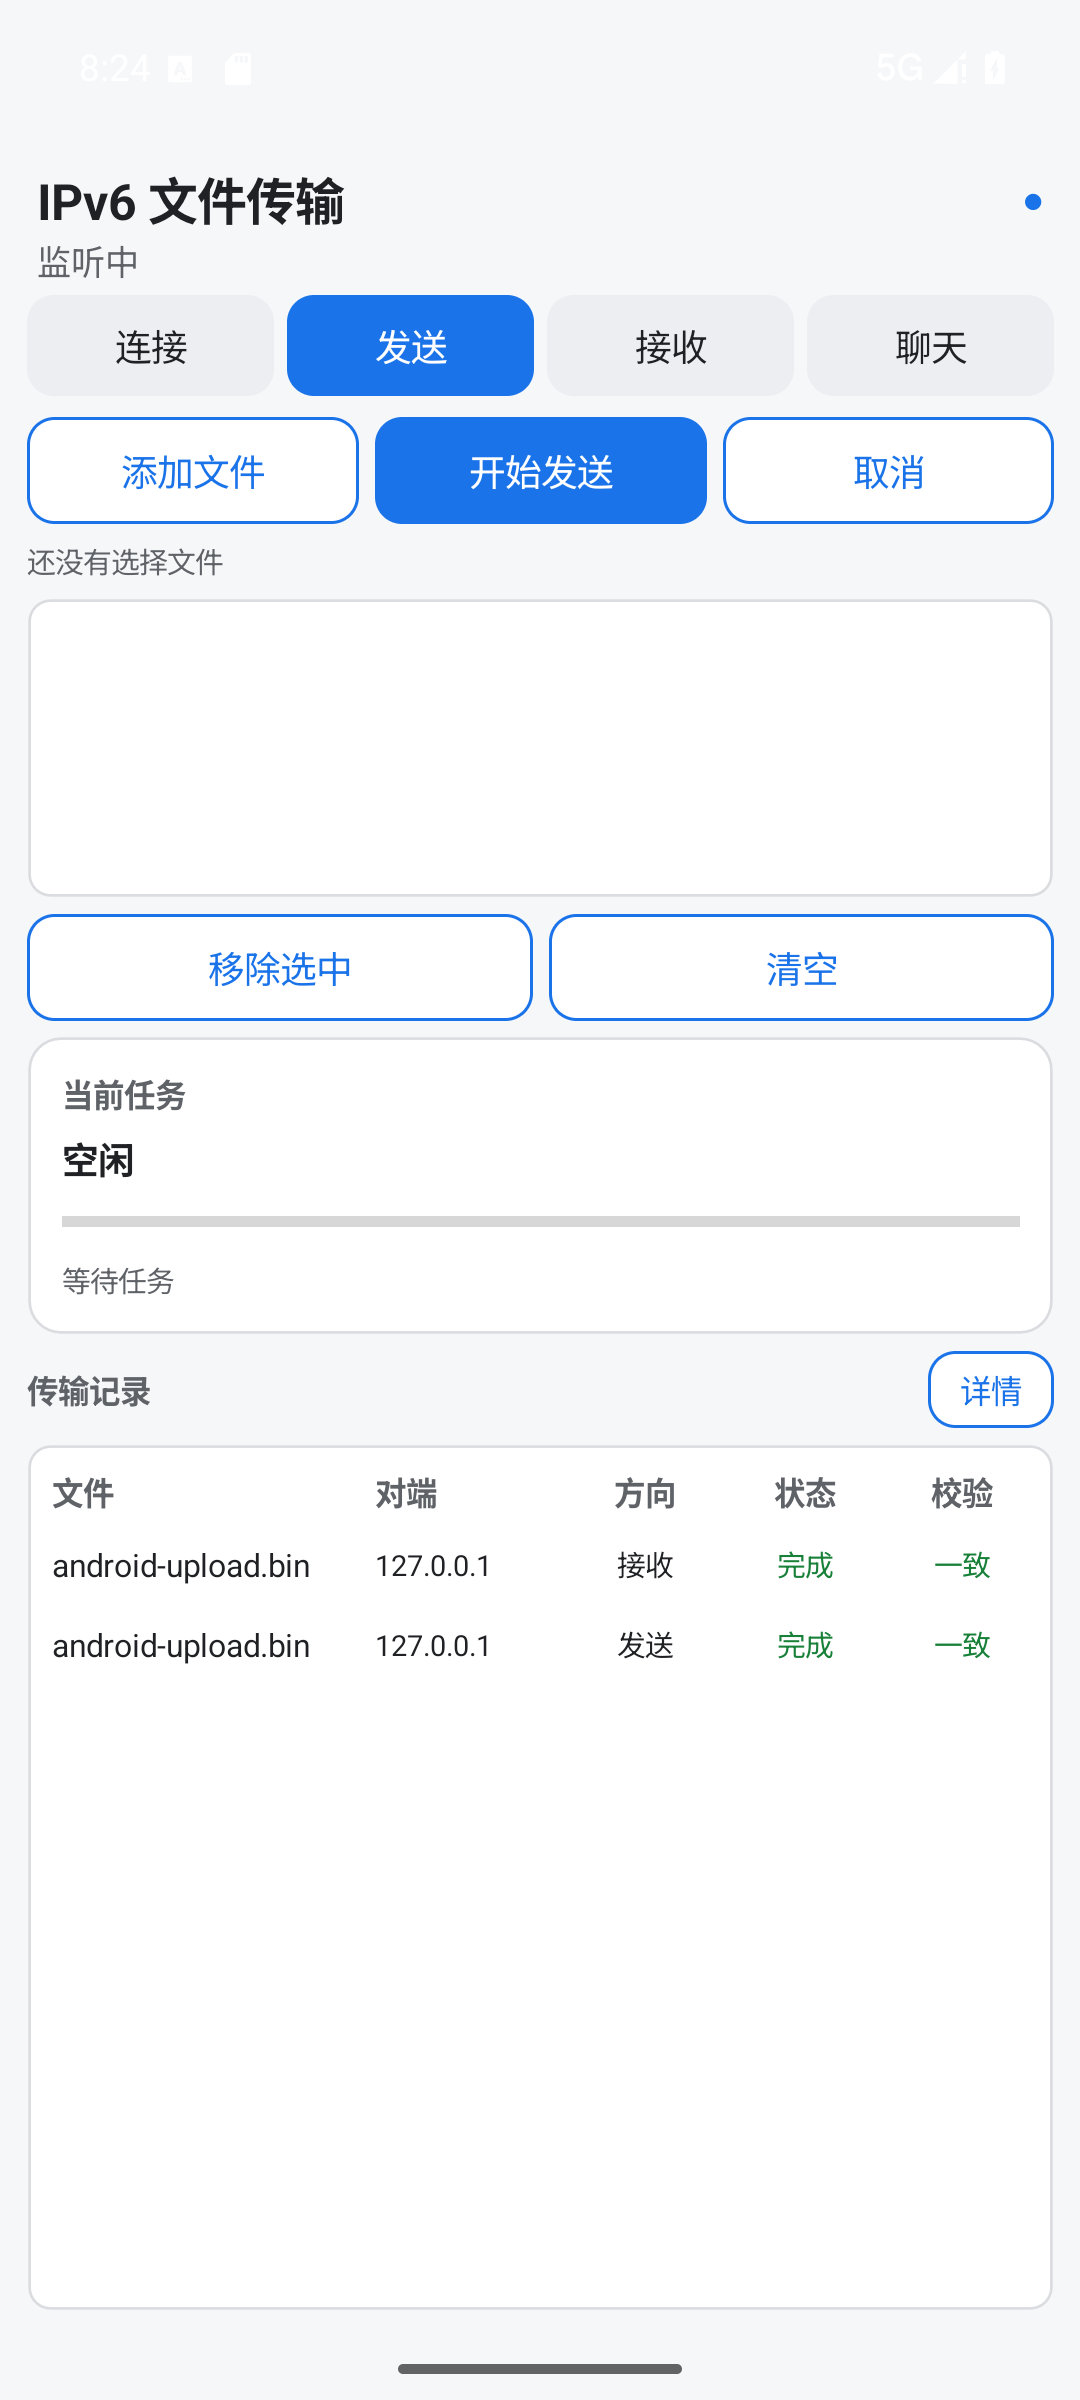 8:24
5G
IPv6 文件传输
监听中
连接 发送 接收 聊天
添加文件 开始发送 取消
还没有选择文件
移除选中 清空
当前任务
空闲
等待任务
传输记录 详情
文件 对端 方向 状态 校验
android-upload.bin 127.0.0.1 接收 完成 一致
android-upload.bin 127.0.0.1 发送 完成 一致